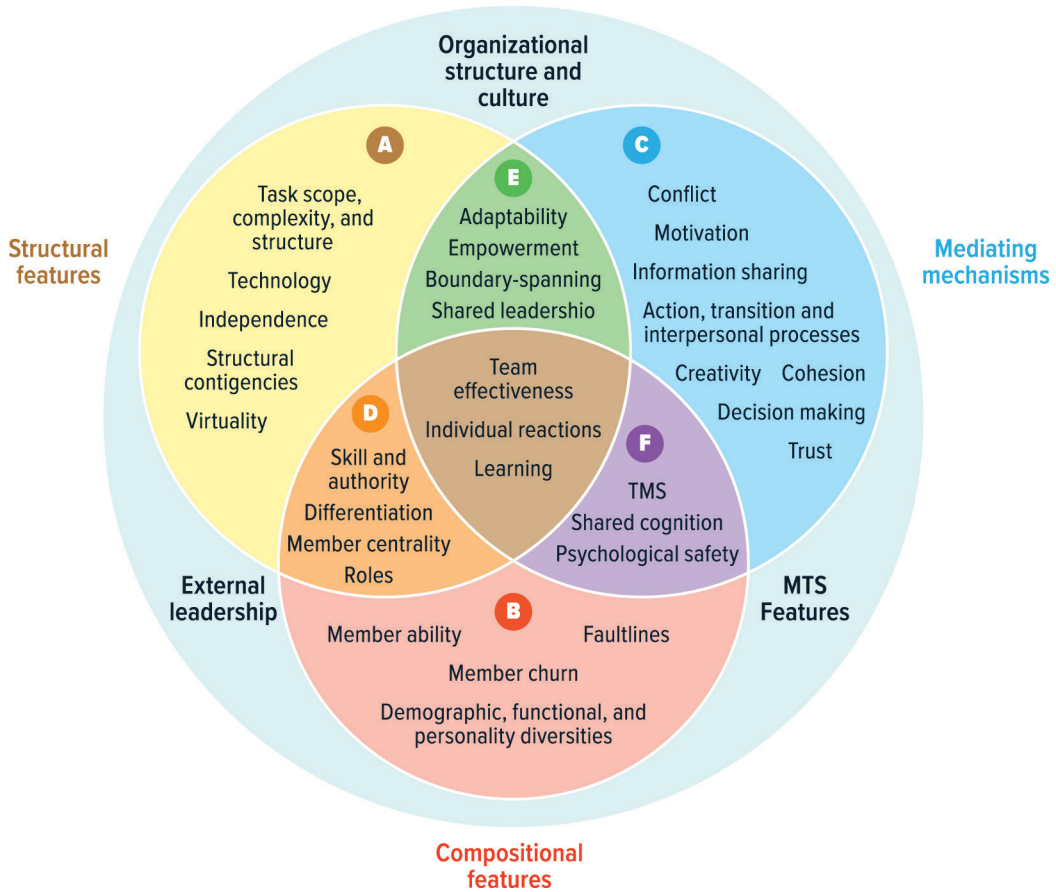 Organizational
structure and
culture
A
Task scope,
complexity, and
structure
Technology
Independence
Structural
contigencies
Virtuality
E
Adaptability
Empowerment
Boundary-spanning
Shared leadershio
C
Conflict
Motivation
Information sharing
Action, transition and
interpersonal processes
Creativity Cohesion
Decision making
Trust
Structural
features
Mediating
mechanisms
Team
effectiveness
Individual reactions
Learning
D
Skill and
authority
Differentiation
Member centrality
Roles
F
TMS
Shared cognition
Psychological safety
External
leadership
MTS
Features
B
Member ability Faultlines
Member churn
Demographic, functional, and
personality diversities
Compositional
features